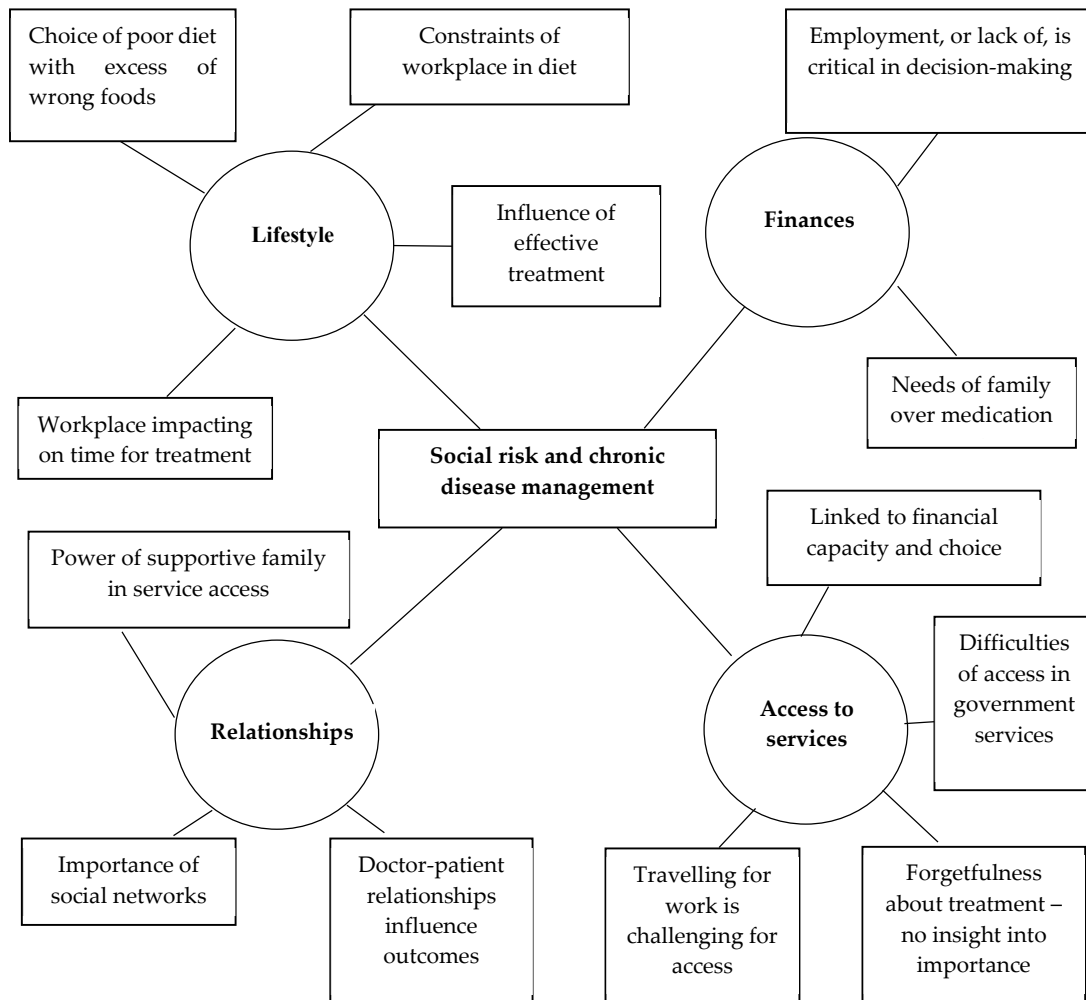 Choice of poor diet
with excess of
wrong foods
Constraints of
workplace in diet
Employment, or lack of, is
critical in decision-making
Lifestyle
Influence of
effective
treatment
Finances
Workplace impacting
on time for treatment
Needs of family
over medication
Social risk and chronic
disease management
Power of supportive family
in service access
Linked to financial
capacity and choice
Difficulties
of access in
government
services
Relationships
Access to
services
Importance of
social networks
Doctor-patient
relationships
influence
outcomes
Travelling for
work is
challenging for
access
Forgetfulness
about treatment –
no insight into
importance